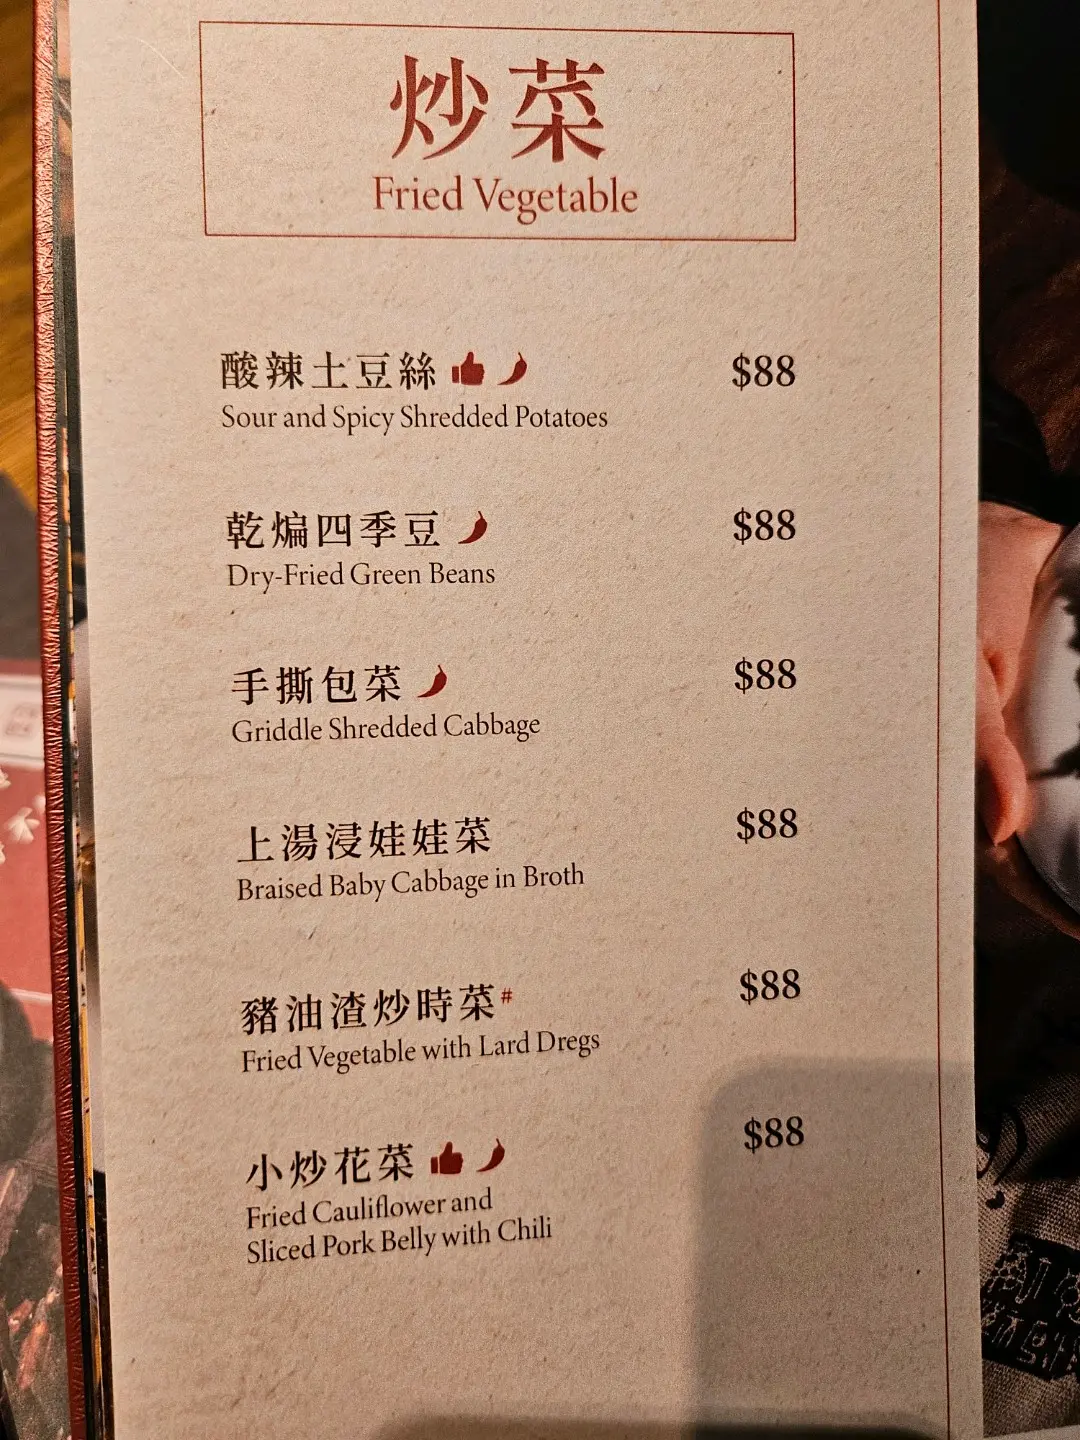 炒菜
Fried Vegetable
酸辣土豆絲 $88
Sour and Spicy Shredded Potatoes
乾煸四季豆 $88
Dry-Fried Green Beans
手撕包菜 $88
Griddle Shredded Cabbage
上湯浸娃娃菜 $88
Braised Baby Cabbage in Broth
豬油渣炒時菜# $88
Fried Vegetable with Lard Dregs
小炒花菜 $88
Fried Cauliflower and
Sliced Pork Belly with Chili